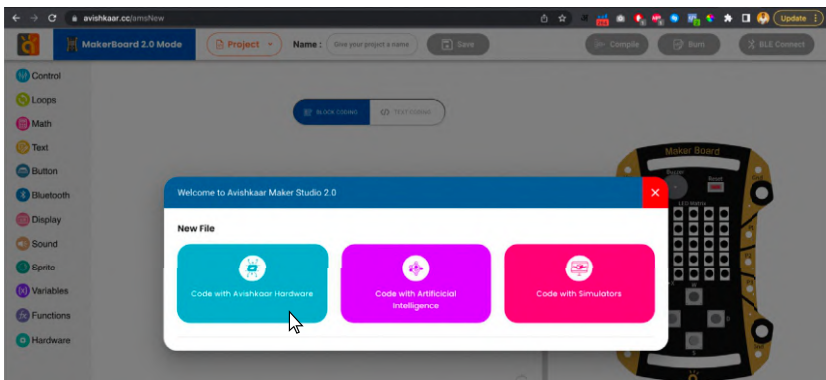 avishkaar.cc/amsNew
Update
MakerBoard 2.0 Mode
Project
Name :
Give your project a name
Save
Compile
Burn
BLE Connect
Control
Loops
Math
Text
Button
Bluetooth
Display
Sound
Sprite
Variables
Functions
Hardware
BLOCK CODING
TEXT CODING
Maker Board
Buzzer
Reset
LED Matrix
Welcome to Avishkaar Maker Studio 2.0
New File
Code with Avishkaar Hardware
Code with Artificicial
Intelligence
Code with Simulators